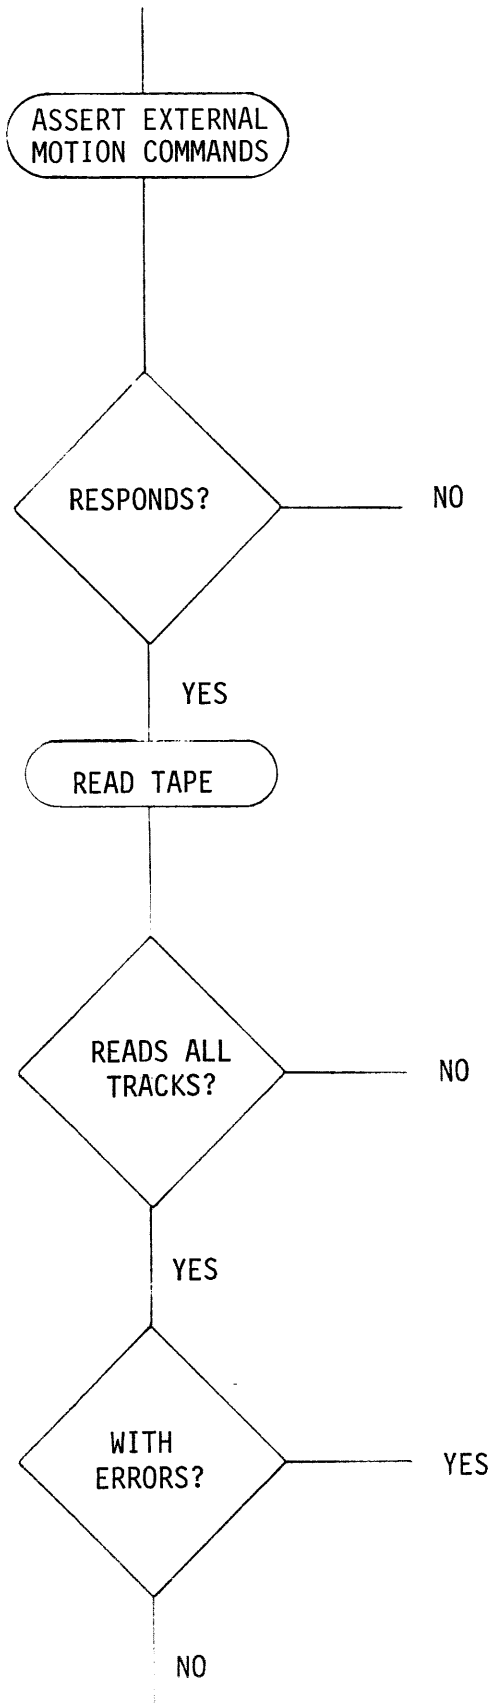 ASSERT EXTERNAL
MOTION COMMANDS
RESPONDS?
NO
YES
READ TAPE
READS ALL
TRACKS?
NO
YES
WITH
ERRORS?
YES
NO